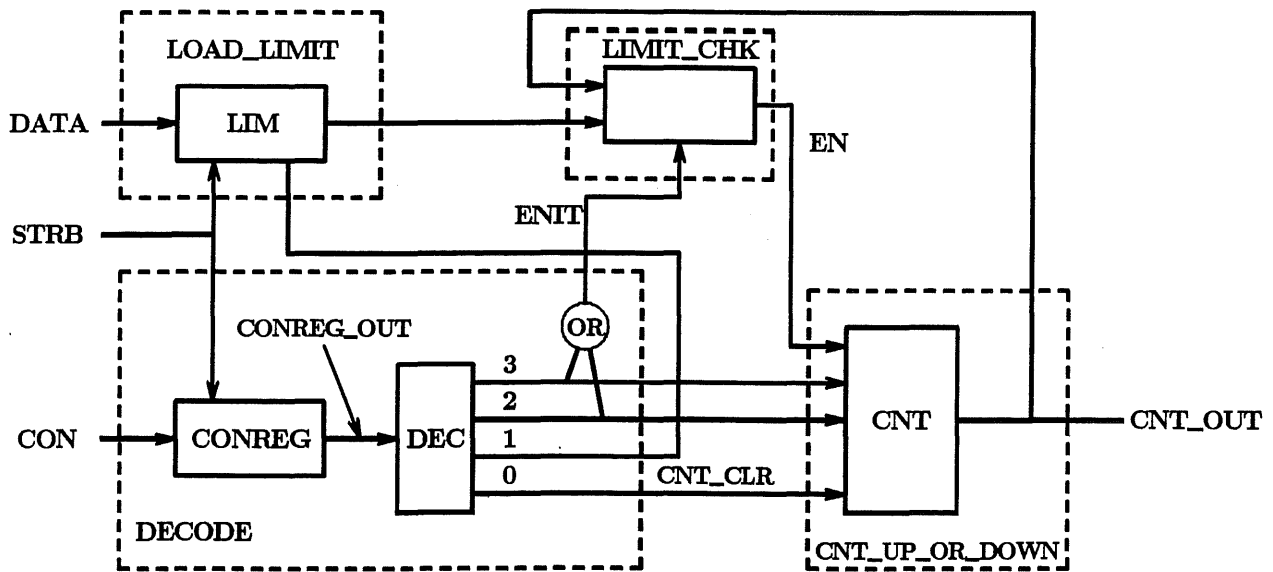 LOAD_LIMIT
LIMIT_CHK
DATA
LIM
EN
ENIT
STRB
CONREG_OUT
OR
3
2
1
0
CON
CONREG
DEC
CNT
CNT_OUT
CNT_CLR
DECODE
CNT_UP_OR_DOWN